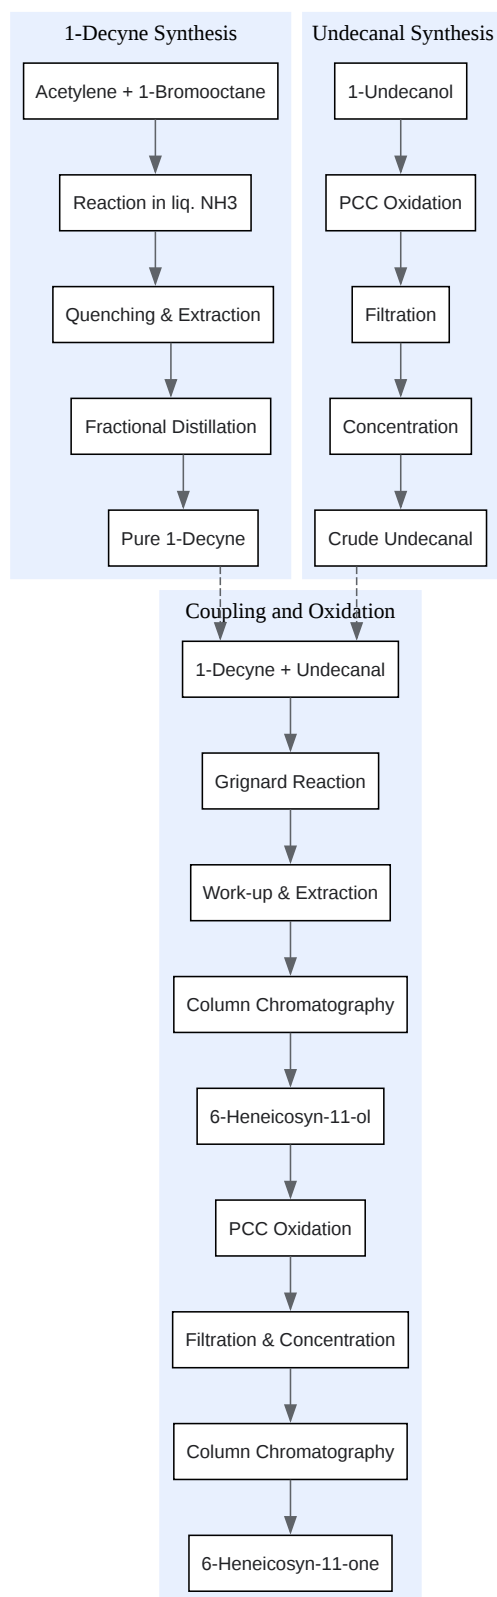 1-Decyne Synthesis
Acetylene + 1-Bromooctane
Reaction in liq. NH3
Quenching & Extraction
Fractional Distillation
Pure 1-Decyne
Undecanal Synthesis
1-Undecanol
PCC Oxidation
Filtration
Concentration
Crude Undecanal
Coupling and Oxidation
1-Decyne + Undecanal
Grignard Reaction
Work-up & Extraction
Column Chromatography
6-Heneicosyn-11-ol
PCC Oxidation
Filtration & Concentration
Column Chromatography
6-Heneicosyn-11-one